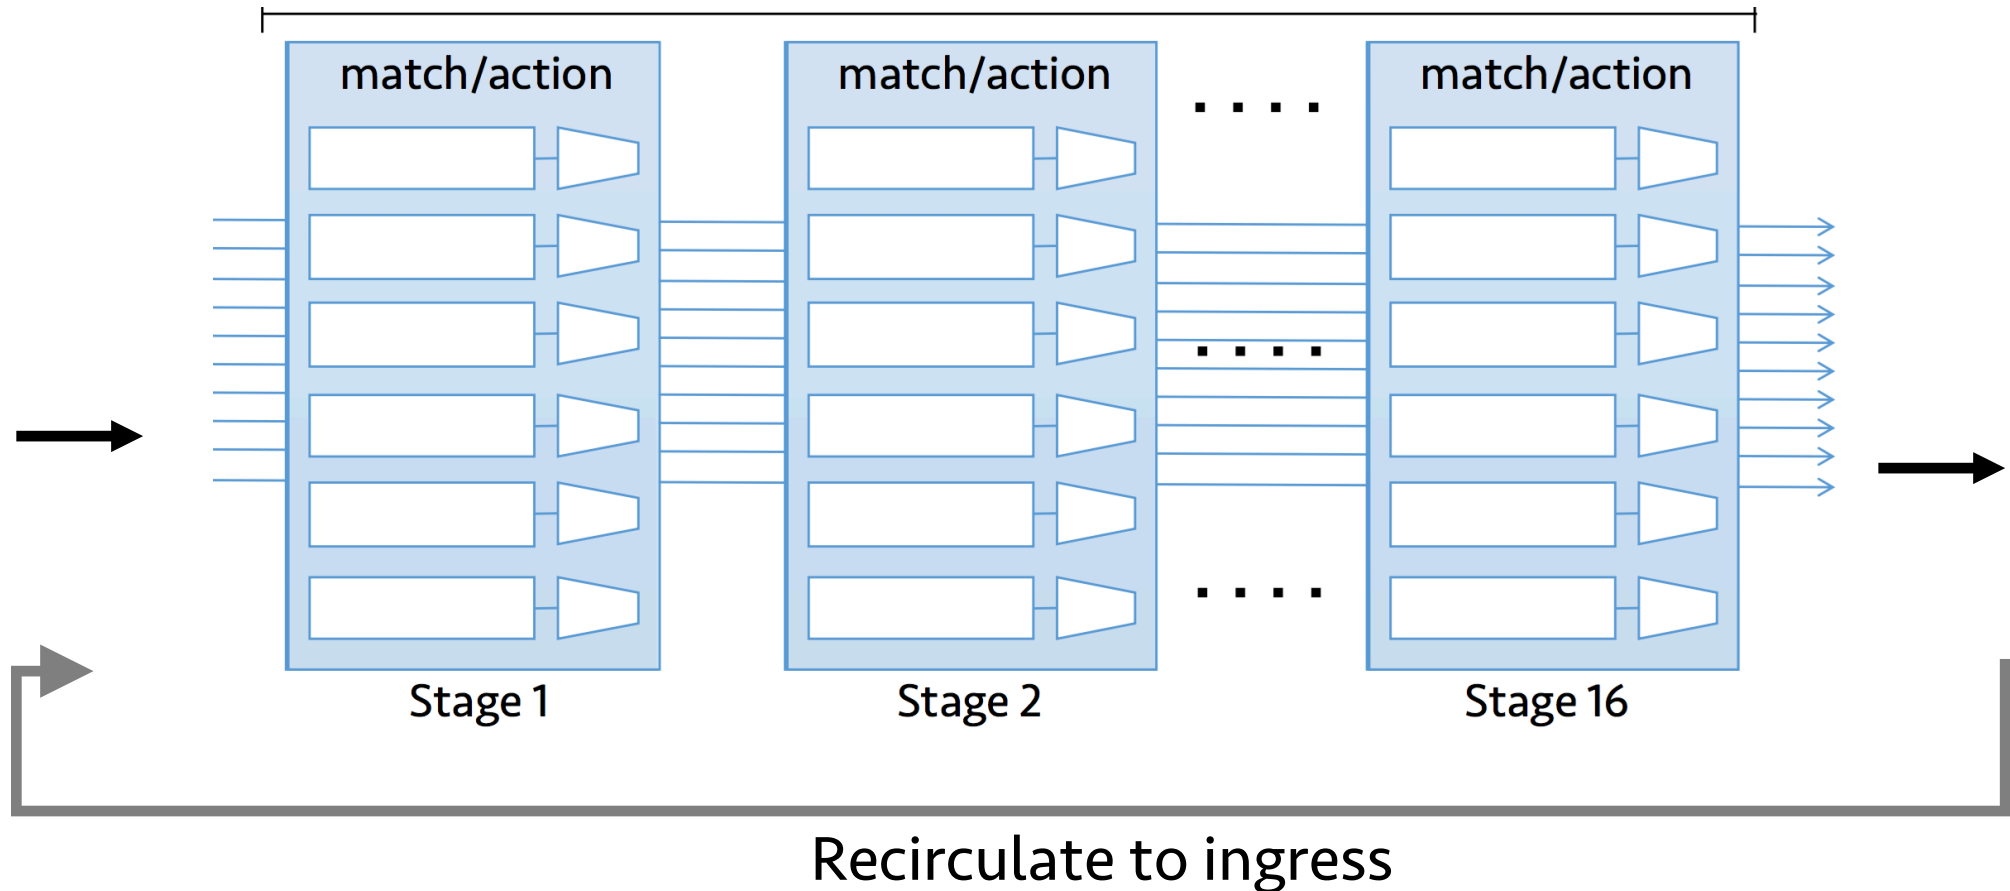 match/action match/action .... match/action
....
....
Stage 1 Stage 2 Stage 16
Recirculate to ingress